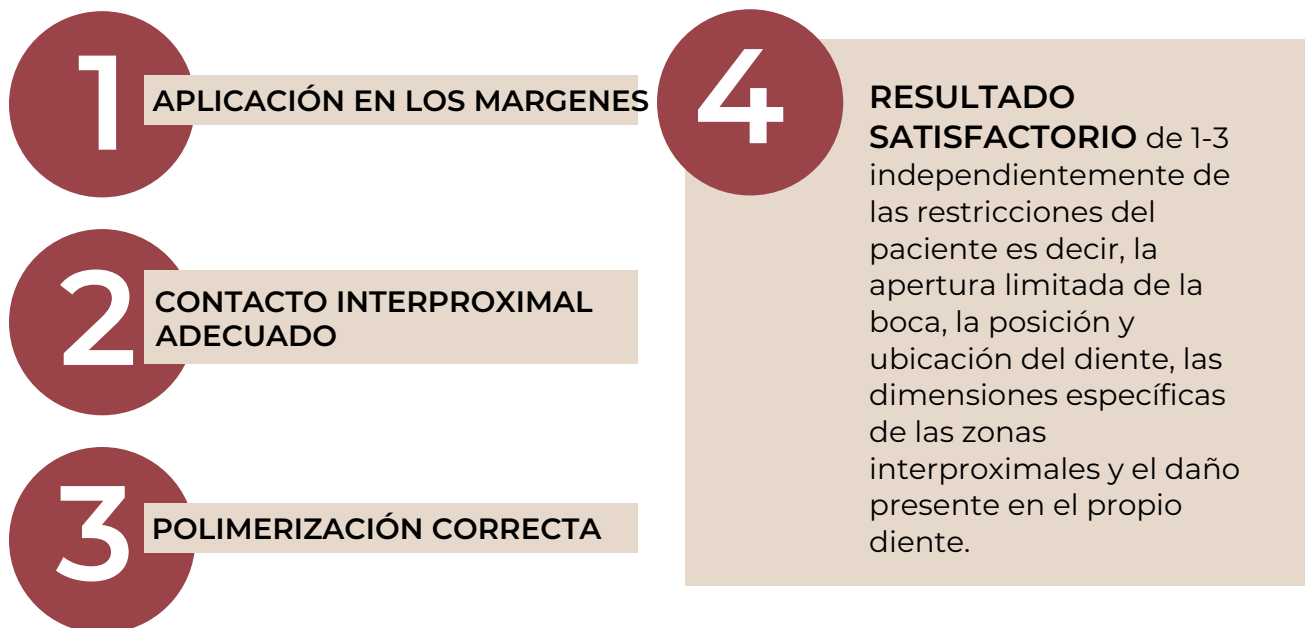 1
APLICACIÓN EN LOS MARGENES
2
CONTACTO INTERPROXIMAL
ADECUADO
3
POLIMERIZACIÓN CORRECTA
4
RESULTADO
SATISFACTORIO de 1-3
independientemente de
las restricciones del
paciente es decir, la
apertura limitada de la
boca, la posición y
ubicación del diente, las
dimensiones específicas
de las zonas
interproximales y el daño
presente en el propio
diente.